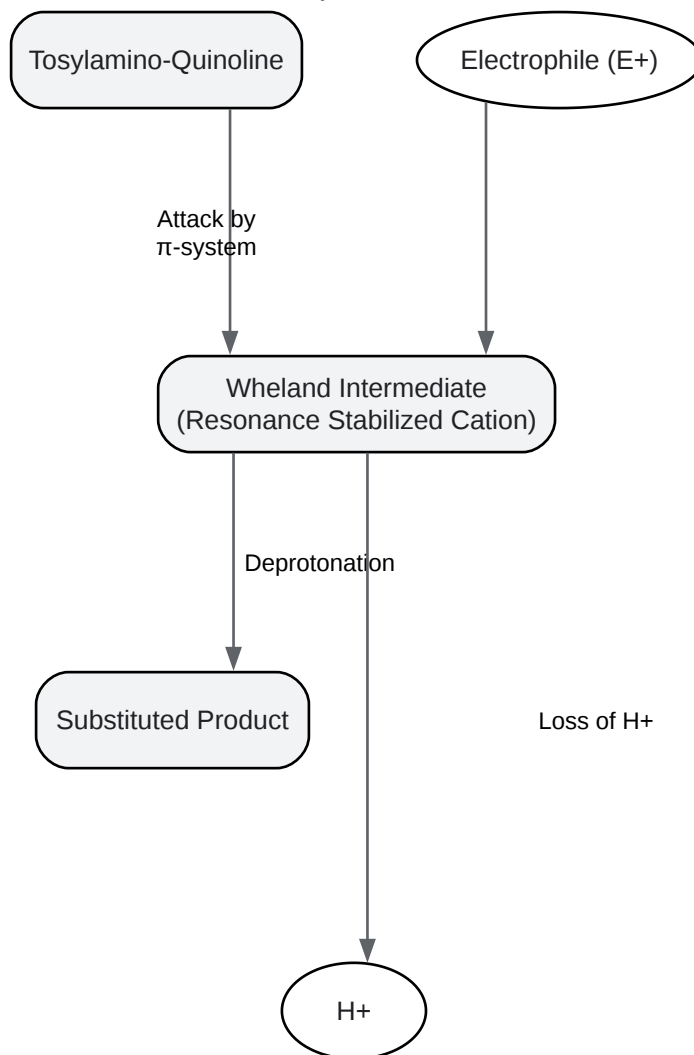 Tosylamino-Quinoline
Electrophile (E+)
Attack by
π-system
Wheland Intermediate
(Resonance Stabilized Cation)
Deprotonation
Substituted Product
Loss of H+
H+